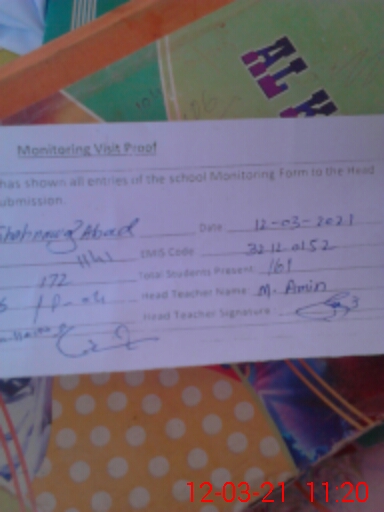 ALK
Monitoring Visit Proof
has shown all entries of the school Monitoring Form to the Head
ubmission.
Abad Date 12-03-2021
EMIS Code 32120152
172 Total Students Present 161
Head Teacher Name: M. Amin
Head Teacher Signature
12-03-21 11:20